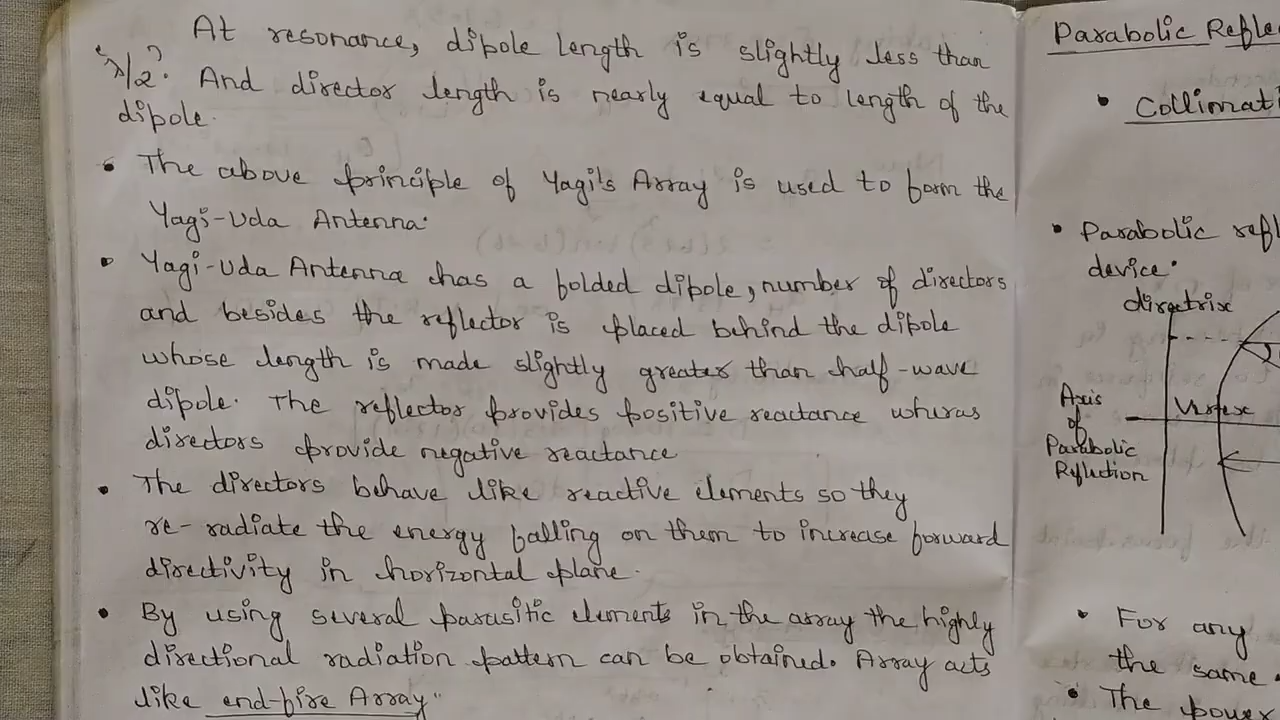 At resonance, dipole length is slightly less than
'λ/2'. And director length is nearly equal to length of the
dipole.
• The above principle of Yagi's Array is used to form the
Yagi-Uda Antenna.
• Yagi-Uda Antenna has a folded dipole, number of directors
and besides the reflector is placed behind the dipole
whose length is made slightly greater than half-wave
dipole. The reflector provides positive reactance wheras
directors provide negative reactance
• The directors behave like reactive elements so they
re-radiate the energy falling on them to increase forward
directivity in horizontal plane.
• By using several parasitic elements in the array the highly
directional radiation pattern can be obtained. Array acts
like end-fire Array.
Parabolic Refle
• Collimati
• Parabolic refl
device.
directrix
Axis
of
Parabolic
Reflection
Vertex
• For any
the same
• The power